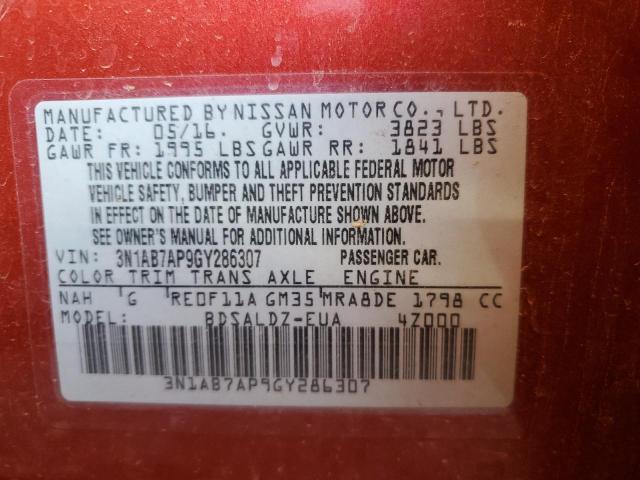 MANUFACTURED BY NISSAN MOTOR CO., LTD.
DATE: 05/16. GVWR: 3823 LBS
GAWR FR: 1995 LBS GAWR RR: 1841 LBS
THIS VEHICLE CONFORMS TO ALL APPLICABLE FEDERAL MOTOR
VEHICLE SAFETY, BUMPER AND THEFT PREVENTION STANDARDS
IN EFFECT ON THE DATE OF MANUFACTURE SHOWN ABOVE.
SEE OWNER'S MANUAL FOR ADDITIONAL INFORMATION.
VIN: 3N1AB7AP9GY286307 PASSENGER CAR.
COLOR TRIM TRANS AXLE ENGINE
NAH G RE0F11A GM35 MRA8DE 1798 CC
MODEL: BDSALDZ-EUA 4Z000
3N1AB7AP9GY286307